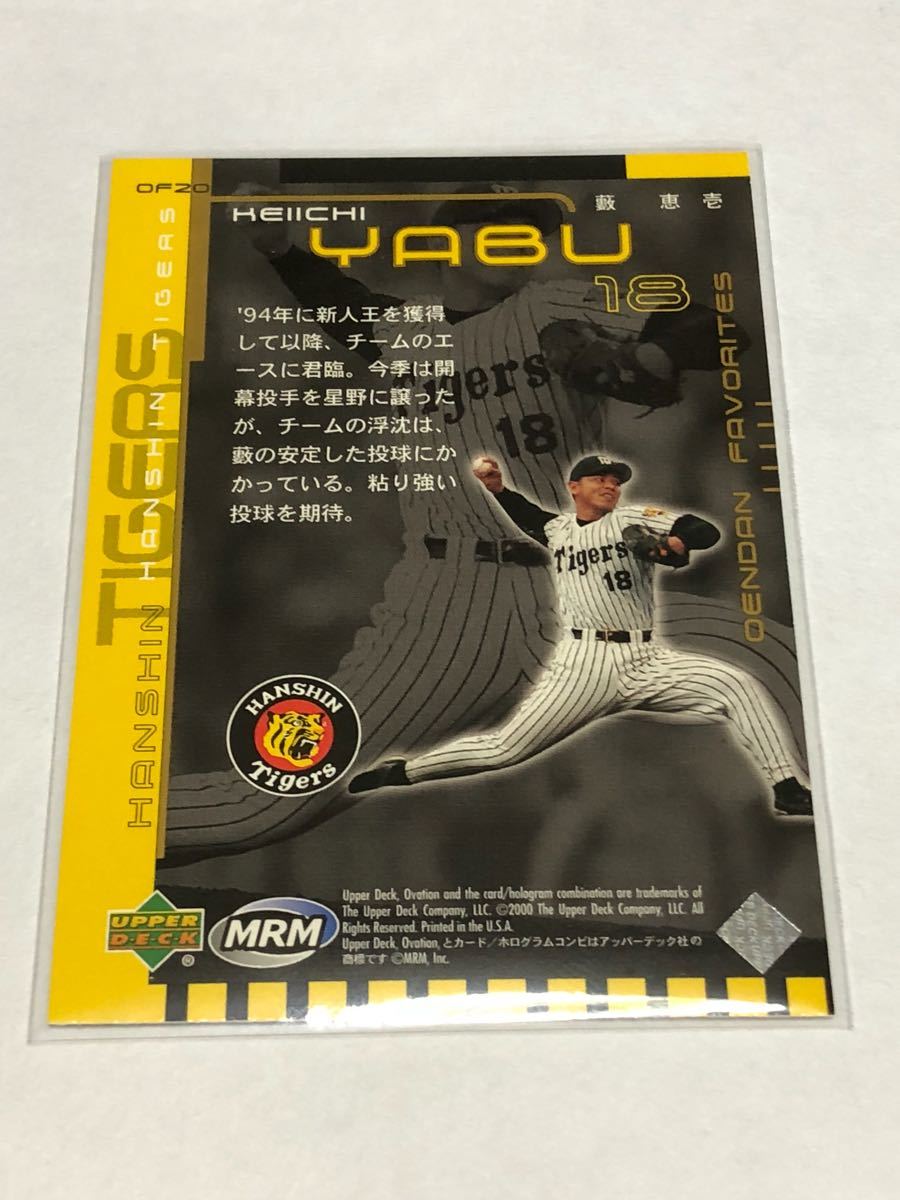 OF20
KEIICHI
YABU
18
藪 恵壱
'94年に新人王を獲得
して以降、チームのエ
ースに君臨。今季は開
幕投手を星野に譲った
が、チームの浮沈は、
藪の安定した投球にか
かっている。粘り強い
投球を期待。
OENDAN FAVORITES
HANSHIN HANSHIN TIGERS
TIGERS
Tigers
18
Tigers
18
HANSHIN
Tigers
UPPER
DECK
®
MRM
Upper Deck, Ovation and the card/hologram combination are trademarks of
The Upper Deck Company, LLC. ©2000 The Upper Deck Company, LLC. All
Rights Reserved. Printed in the U.S.A.
Upper Deck, Ovation, とカード／ホログラムコンビはアッパーデック社の
商標です ©MRM, Inc.